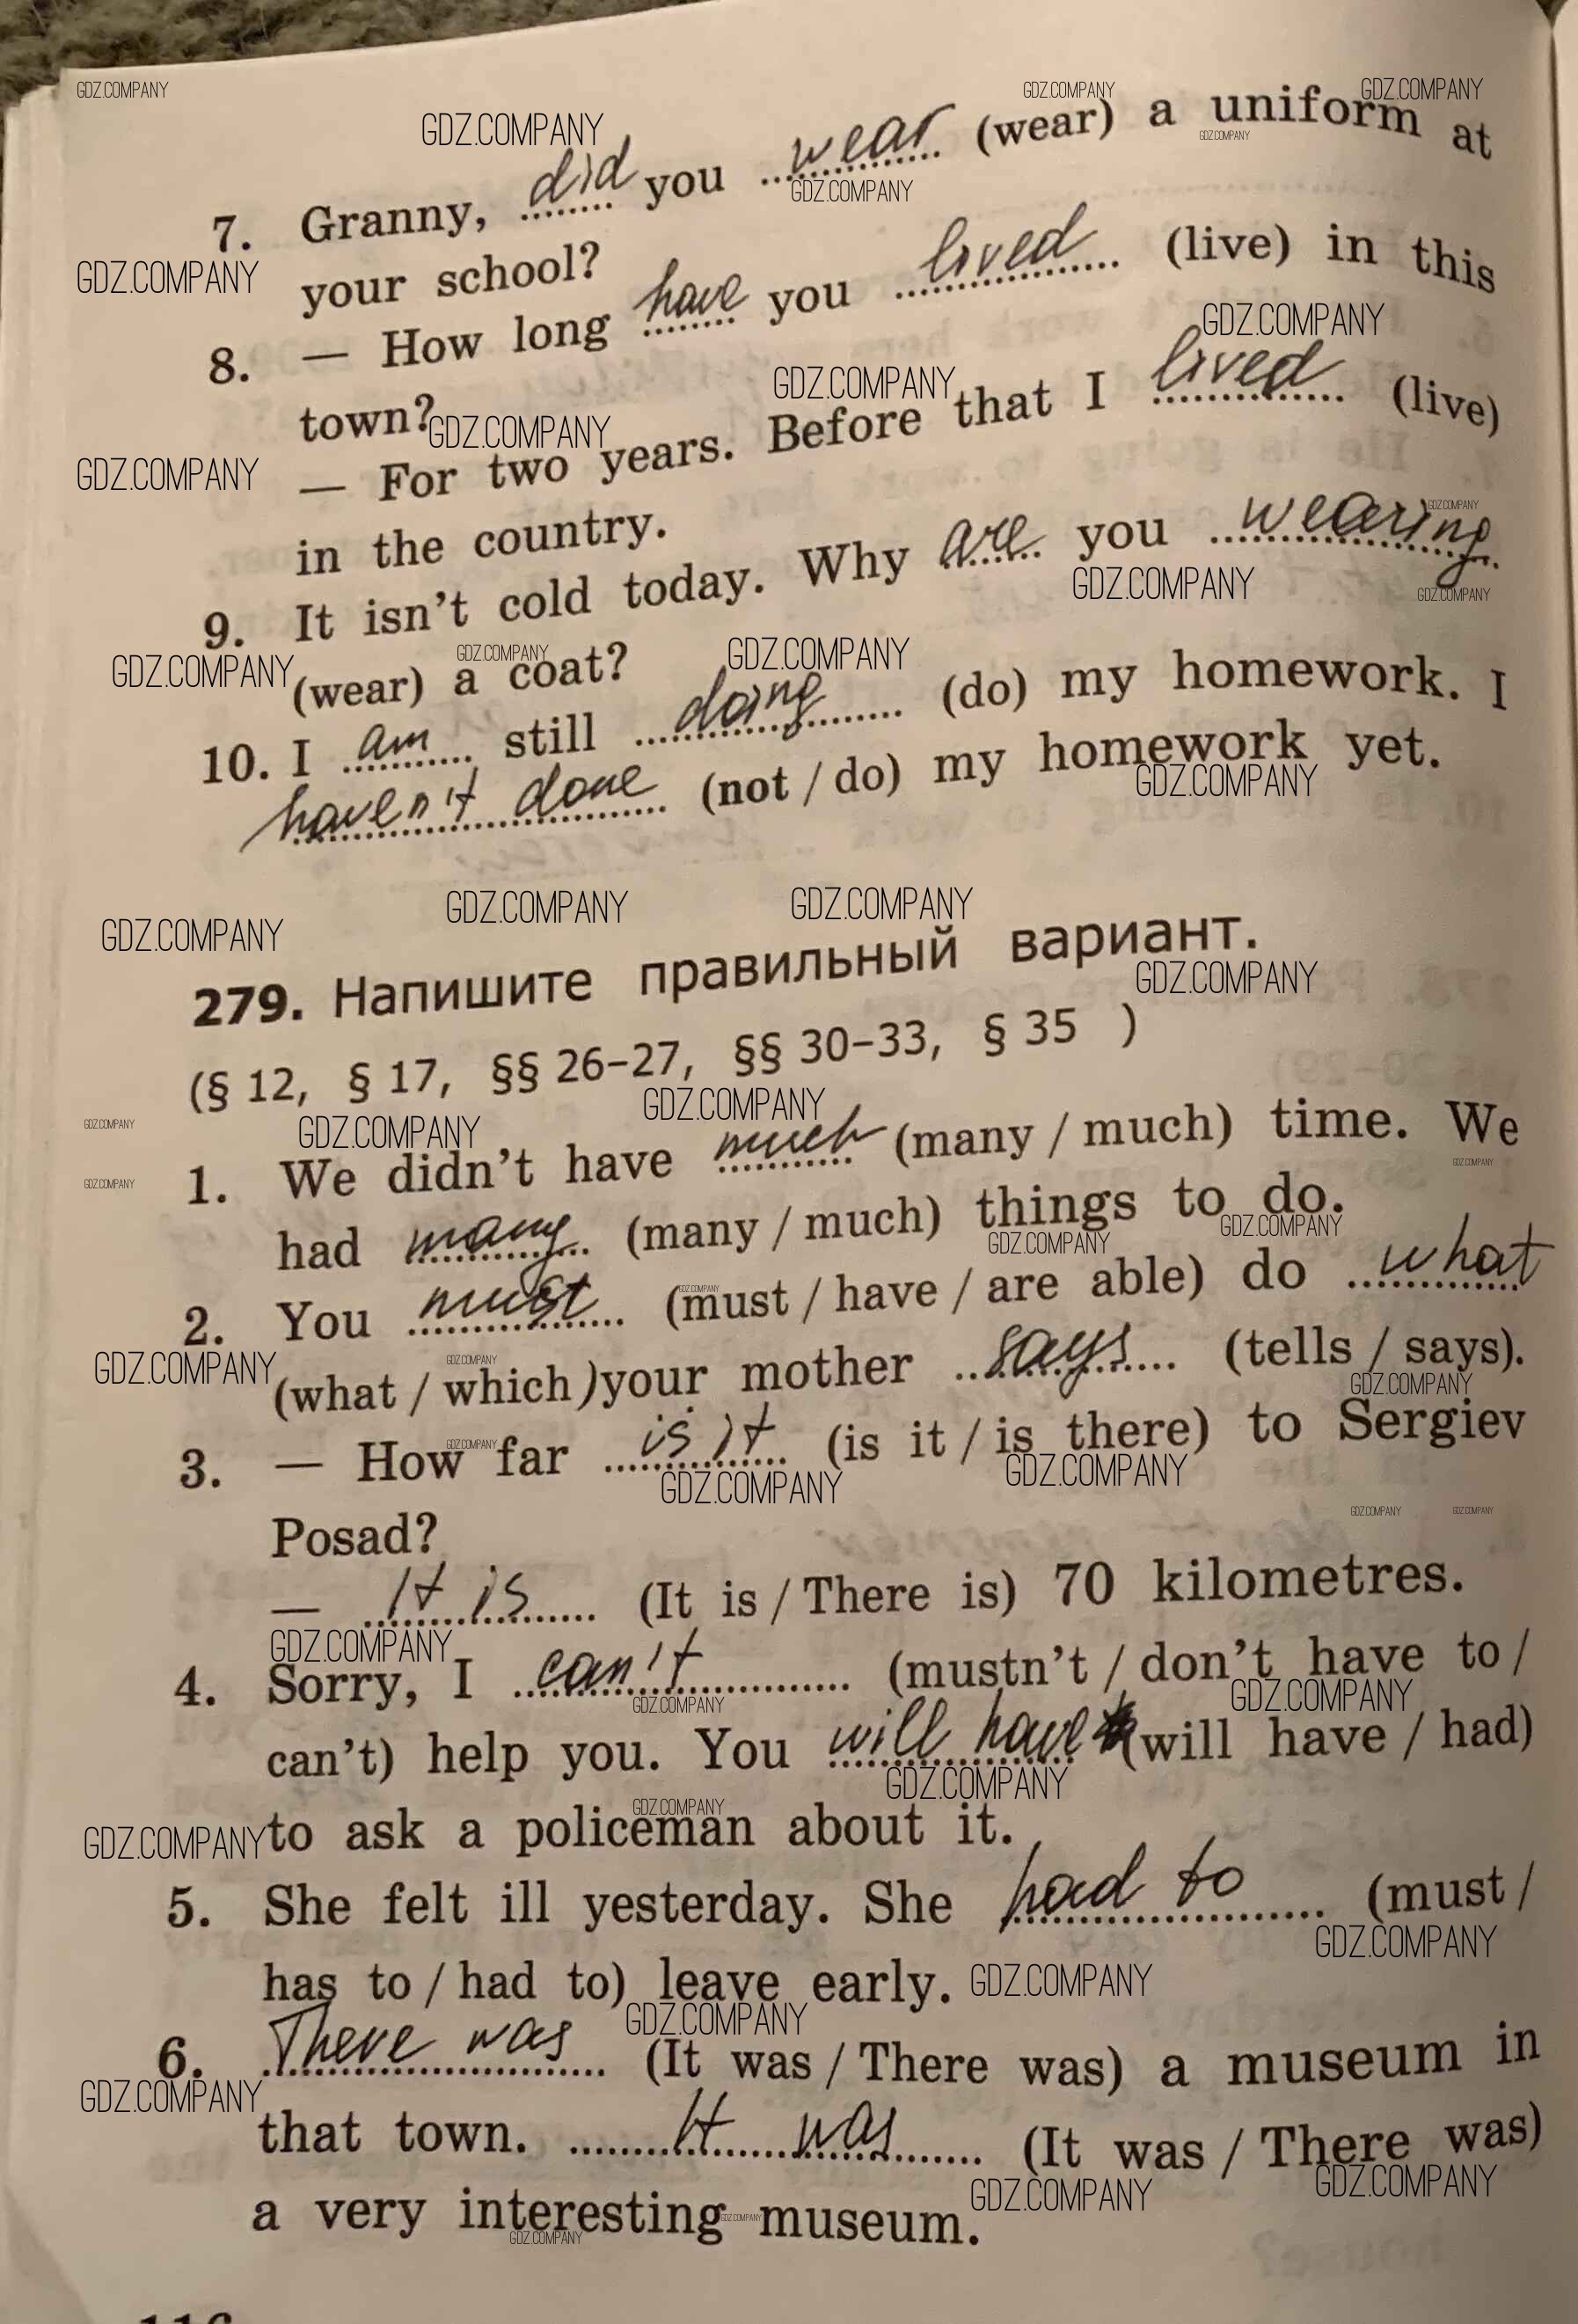 7. Granny, did you wear (wear) a uniform at
your school?
8. — How long have you lived (live) in this
town?
— For two years. Before that I lived (live)
in the country.
9. It isn't cold today. Why are you wearing
(wear) a coat?
10. I am still doing (do) my homework. I
haven't done (not / do) my homework yet.
279. Напишите правильный вариант.
(§ 12, § 17, §§ 26–27, §§ 30–33, § 35 )
1. We didn't have much (many / much) time. We
had many (many / much) things to do.
2. You must (must / have / are able) do what
(what / which) your mother says (tells / says).
3. — How far is it (is it / is there) to Sergiev
Posad?
— It is (It is / There is) 70 kilometres.
4. Sorry, I can't (mustn't / don't have to /
can't) help you. You will have (will have / had)
to ask a policeman about it.
5. She felt ill yesterday. She had to (must /
has to / had to) leave early.
6. There was (It was / There was) a museum in
that town. It was (It was / There was)
a very interesting museum.
GDZ.COMPANY